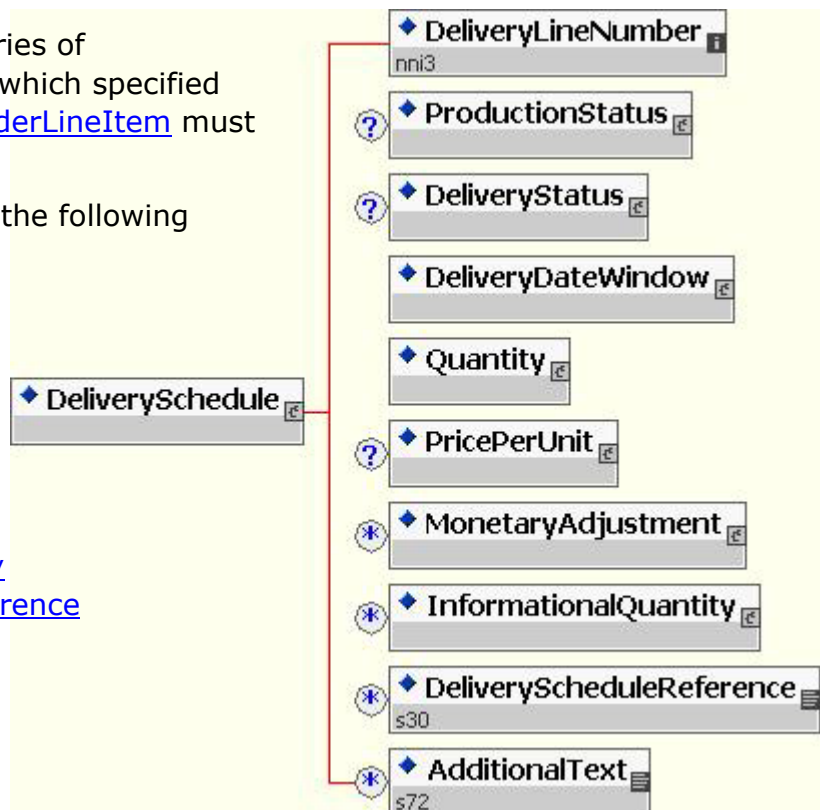 ries of
which specified
derLineItem must
the following
rence
DeliverySchedule
DeliveryLineNumber
nni3
? ProductionStatus
? DeliveryStatus
DeliveryDateWindow
Quantity
? PricePerUnit
* MonetaryAdjustment
* InformationalQuantity
* DeliveryScheduleReference
s30
* AdditionalText
s72